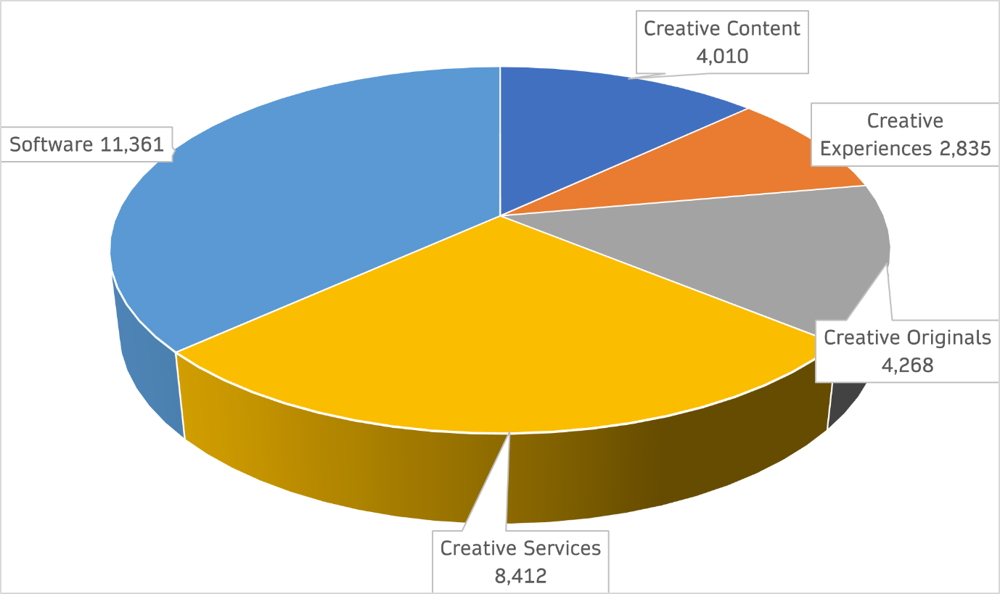 Creative Content
4,010
Creative
Experiences 2,835
Software 11,361
Creative Originals
4,268
Creative Services
8,412